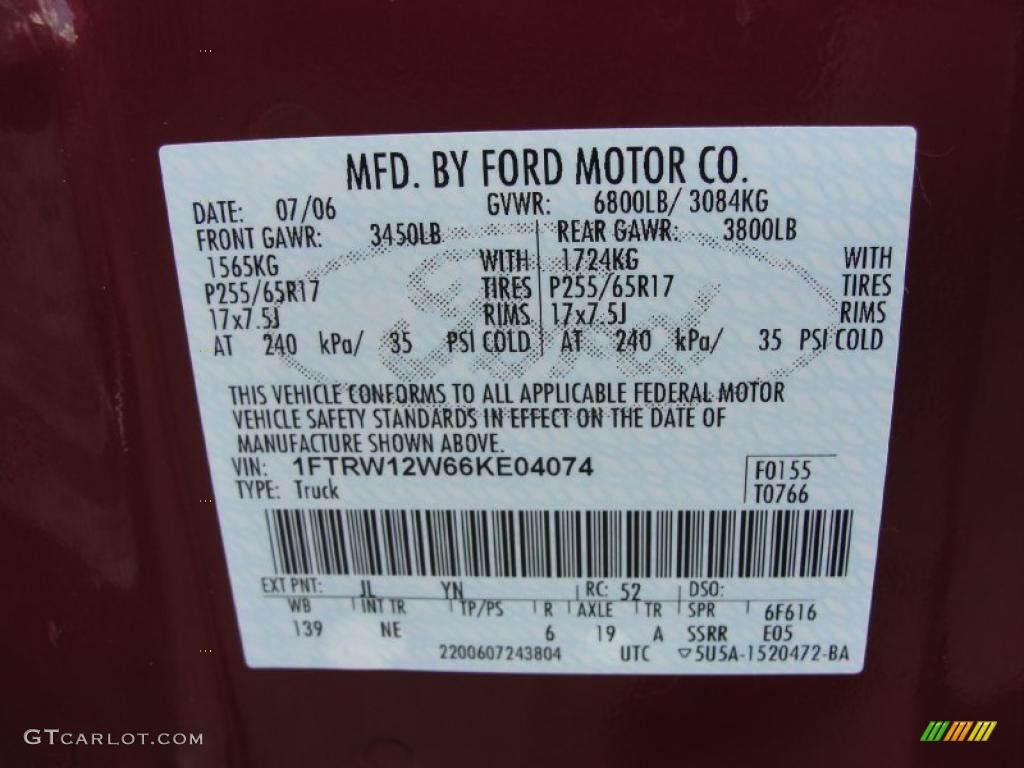 MFD. BY FORD MOTOR CO.
DATE: 07/06 GVWR: 6800LB/ 3084KG
FRONT GAWR: 3450LB REAR GAWR: 3800LB
1565KG WITH 1724KG WITH
P255/65R17 TIRES P255/65R17 TIRES
17x7.5J RIMS 17x7.5J RIMS
AT 240 kPa/ 35 PSI COLD AT 240 kPa/ 35 PSI COLD
THIS VEHICLE CONFORMS TO ALL APPLICABLE FEDERAL MOTOR
VEHICLE SAFETY STANDARDS IN EFFECT ON THE DATE OF
MANUFACTURE SHOWN ABOVE.
VIN: 1FTRW12W66KE04074 F0155
TYPE: Truck T0766
EXT PNT: JL YN RC: 52 DSO:
WB INT TR TP/PS R AXLE TR SPR 6F616
139 NE 6 19 A SSRR E05
2200607243804 UTC ▽5U5A-1520472-BA
Ford
GTCARLOT.COM